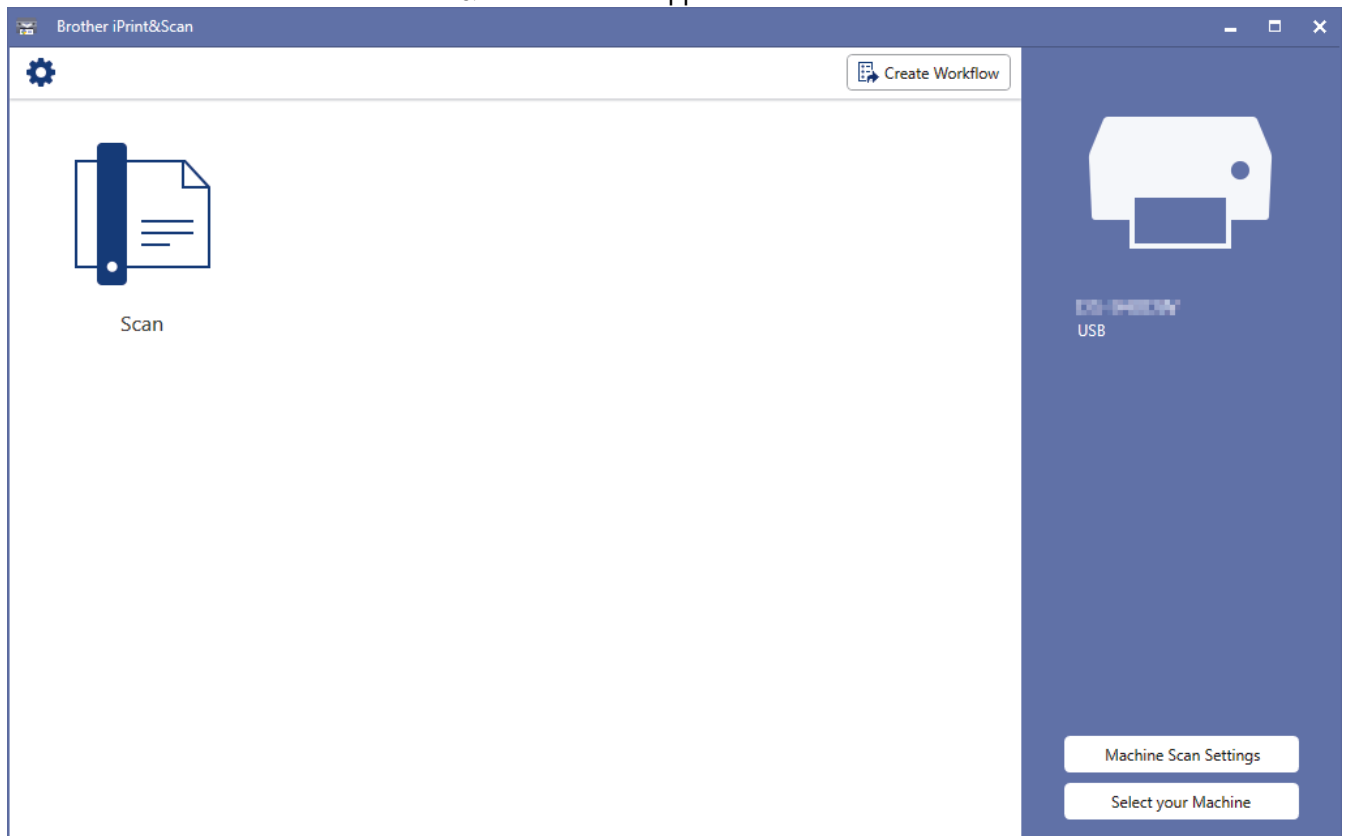 Brother iPrint&Scan
Create Workflow
Scan
USB
Machine Scan Settings
Select your Machine